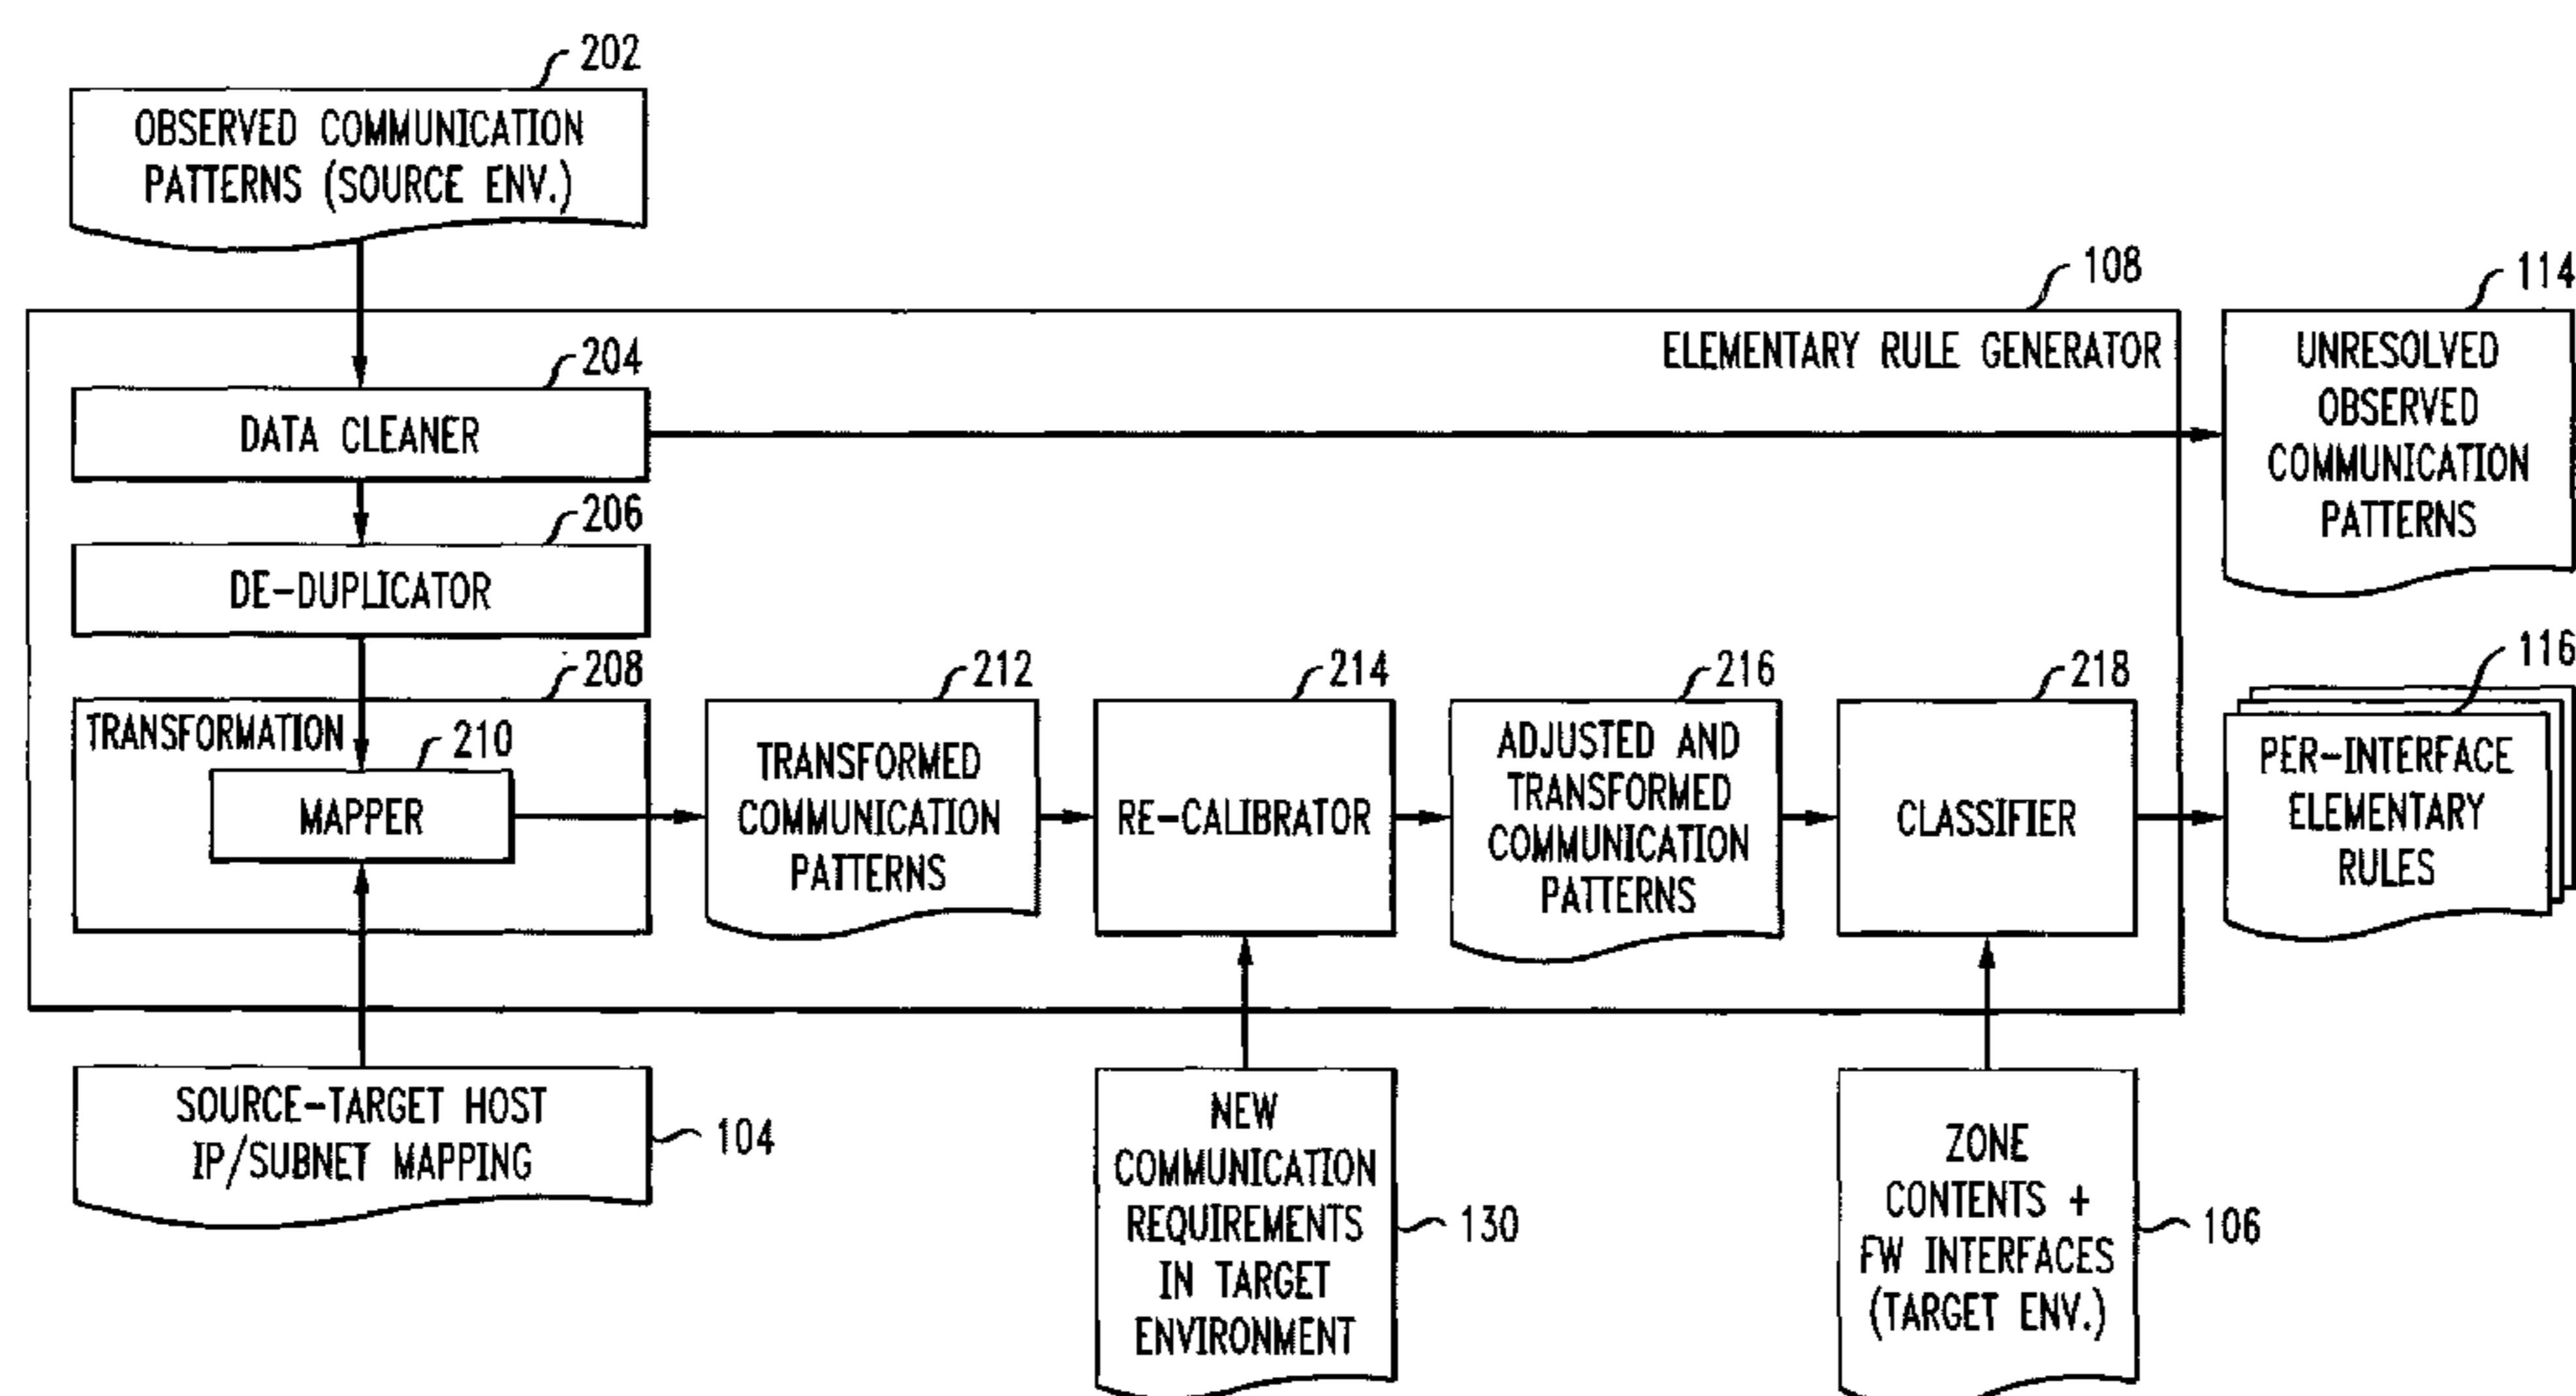 202
OBSERVED COMMUNICATION
PATTERNS (SOURCE ENV.)
108
114
ELEMENTARY RULE GENERATOR
UNRESOLVED
OBSERVED
COMMUNICATION
PATTERNS
204
DATA CLEANER
206
DE-DUPLICATOR
208
TRANSFORMATION
210
MAPPER
212
TRANSFORMED
COMMUNICATION
PATTERNS
214
RE-CALIBRATOR
216
ADJUSTED AND
TRANSFORMED
COMMUNICATION
PATTERNS
218
CLASSIFIER
116
PER-INTERFACE
ELEMENTARY
RULES
SOURCE-TARGET HOST
IP/SUBNET MAPPING
104
NEW
COMMUNICATION
REQUIREMENTS
IN TARGET
ENVIRONMENT
130
ZONE
CONTENTS +
FW INTERFACES
(TARGET ENV.)
106